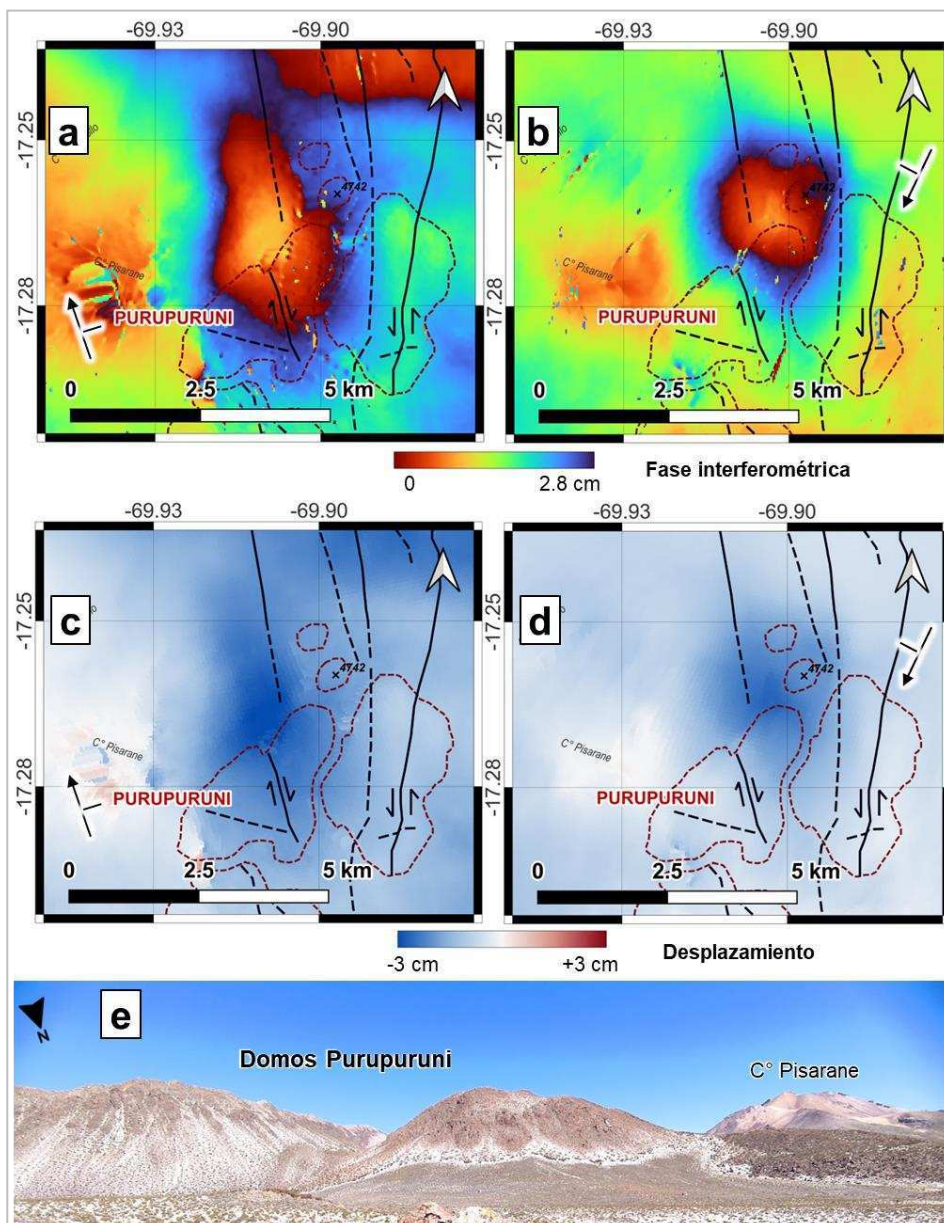 -69.93 -69.90 -69.93 -69.90
a b
-17.25 -17.25
4742 4742
C° Pisarane C° Pisarane
-17.28 -17.28
PURUPURUNI PURUPURUNI
0 2.5 5 km 0 2.5 5 km
0 2.8 cm Fase interferométrica
-69.93 -69.90 -69.93 -69.90
c d
-17.25 -17.25
4742 4742
C° Pisarane C° Pisarane
-17.28 -17.28
PURUPURUNI PURUPURUNI
0 2.5 5 km 0 2.5 5 km
-3 cm +3 cm Desplazamiento
N e
Domos Purupuruni C° Pisarane